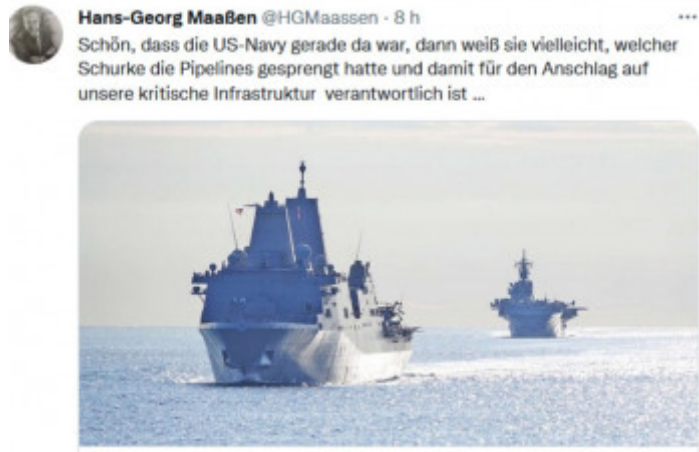 Hans-Georg Maaßen @HGMaassen · 8 h
Schön, dass die US-Navy gerade da war, dann weiß sie vielleicht, welcher
Schurke die Pipelines gesprengt hatte und damit für den Anschlag auf
unsere kritische Infrastruktur verantwortlich ist ...